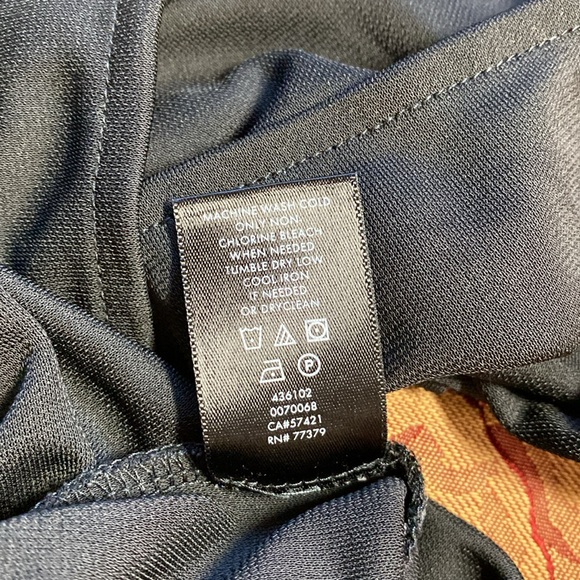 MACHINE WASH COLD
ONLY NON-
CHLORINE BLEACH
WHEN NEEDED
TUMBLE DRY LOW
COOL IRON
IF NEEDED
OR DRYCLEAN
P
436102
0070068
CA#57421
RN# 77379